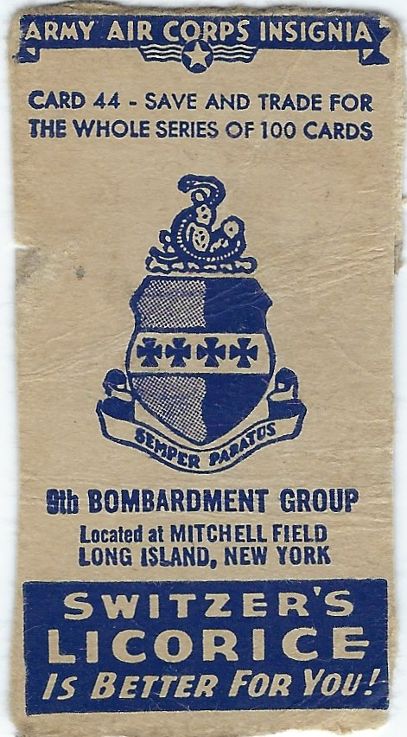 ARMY AIR CORPS INSIGNIA
CARD 44 - SAVE AND TRADE FOR
THE WHOLE SERIES OF 100 CARDS
SEMPER PARATUS
9th BOMBARDMENT GROUP
Located at MITCHELL FIELD
LONG ISLAND, NEW YORK
SWITZER'S
LICORICE
IS BETTER FOR YOU!